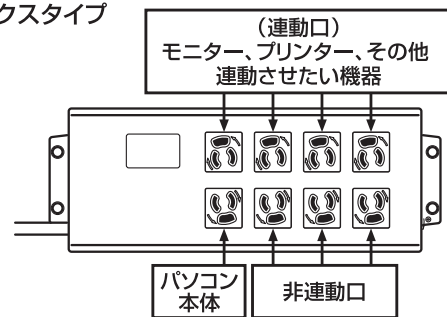 クスタイプ
（連動口）
モニター、プリンター、その他
連動させたい機器
パソコン
本体
非連動口